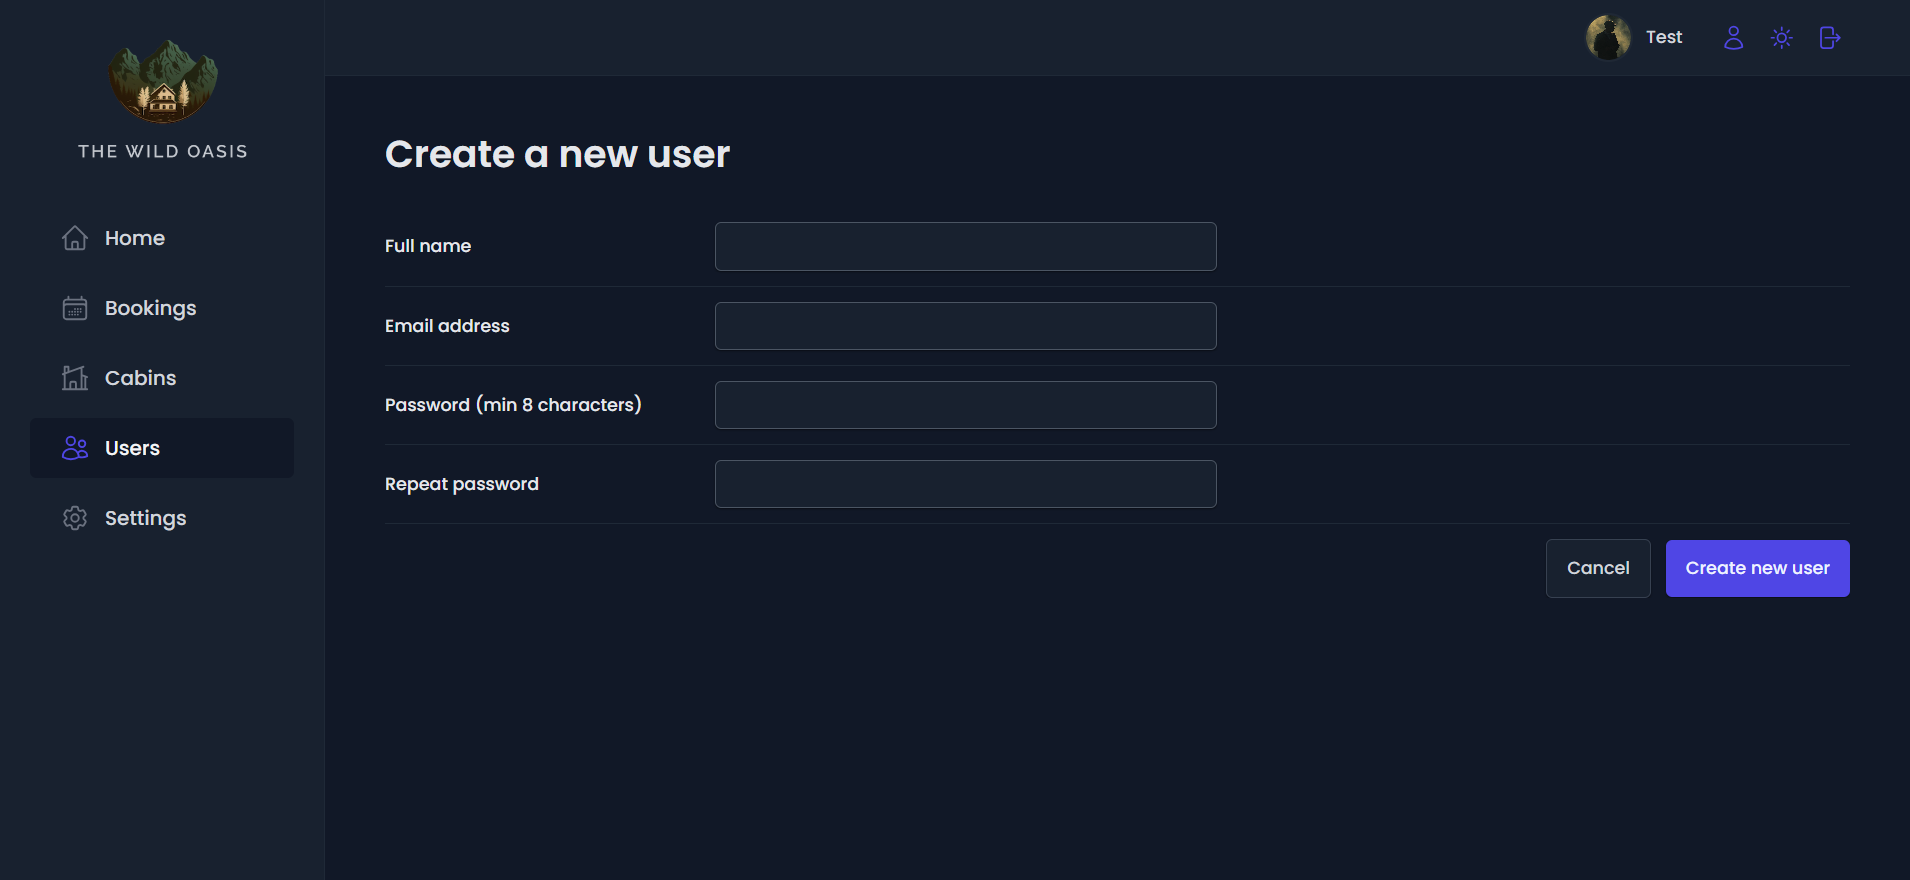 THE WILD OASIS
Home
Bookings
Cabins
Users
Settings
Test
Create a new user
Full name
Email address
Password (min 8 characters)
Repeat password
Cancel
Create new user